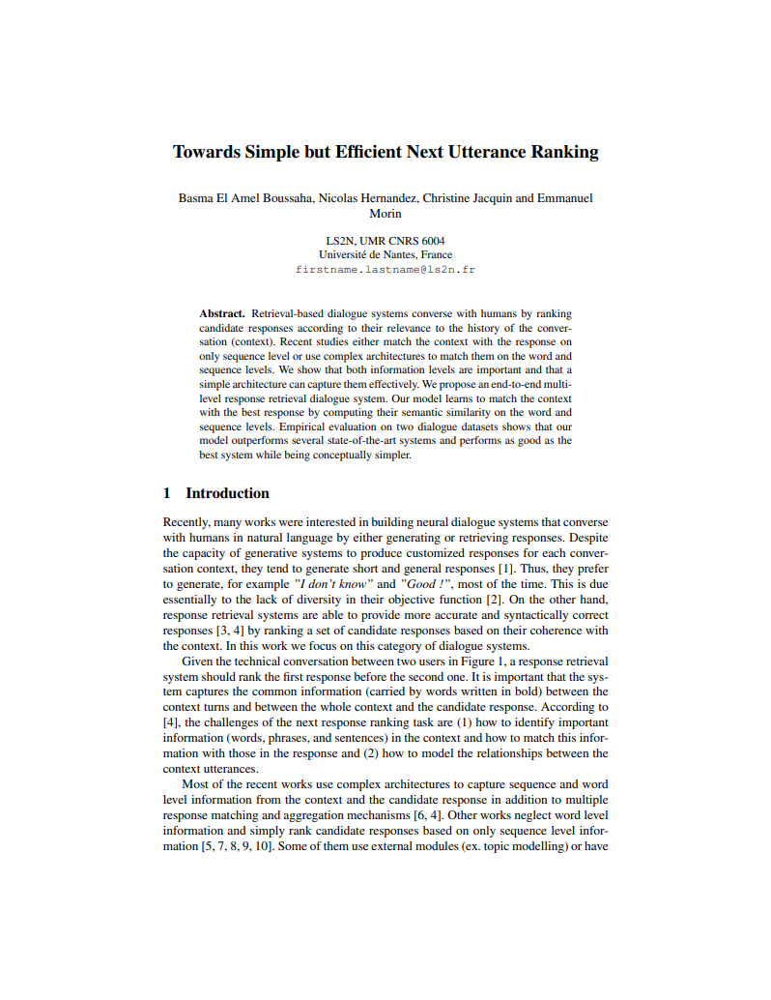 Towards Simple but Efficient Next Utterance Ranking
Basma El Amel Boussaha, Nicolas Hernandez, Christine Jacquin and Emmanuel
Morin
LS2N, UMR CNRS 6004
Université de Nantes, France
firstname.lastname@ls2n.fr
Abstract. Retrieval-based dialogue systems converse with humans by ranking
candidate responses according to their relevance to the history of the conver-
sation (context). Recent studies either match the context with the response on
only sequence level or use complex architectures to match them on the word and
sequence levels. We show that both information levels are important and that a
simple architecture can capture them effectively. We propose an end-to-end multi-
level response retrieval dialogue system. Our model learns to match the context
with the best response by computing their semantic similarity on the word and
sequence levels. Empirical evaluation on two dialogue datasets shows that our
model outperforms several state-of-the-art systems and performs as good as the
best system while being conceptually simpler.
1 Introduction
Recently, many works were interested in building neural dialogue systems that converse
with humans in natural language by either generating or retrieving responses. Despite
the capacity of generative systems to produce customized responses for each conver-
sation context, they tend to generate short and general responses [1]. Thus, they prefer
to generate, for example ”I don’t know” and ”Good !”, most of the time. This is due
essentially to the lack of diversity in their objective function [2]. On the other hand,
response retrieval systems are able to provide more accurate and syntactically correct
responses [3, 4] by ranking a set of candidate responses based on their coherence with
the context. In this work we focus on this category of dialogue systems.
Given the technical conversation between two users in Figure 1, a response retrieval
system should rank the first response before the second one. It is important that the sys-
tem captures the common information (carried by words written in bold) between the
context turns and between the whole context and the candidate response. According to
[4], the challenges of the next response ranking task are (1) how to identify important
information (words, phrases, and sentences) in the context and how to match this infor-
mation with those in the response and (2) how to model the relationships between the
context utterances.
Most of the recent works use complex architectures to capture sequence and word
level information from the context and the candidate response in addition to multiple
response matching and aggregation mechanisms [6, 4]. Other works neglect word level
information and simply rank candidate responses based on only sequence level infor-
mation [5, 7, 8, 9, 10]. Some of them use external modules (ex. topic modelling) or have